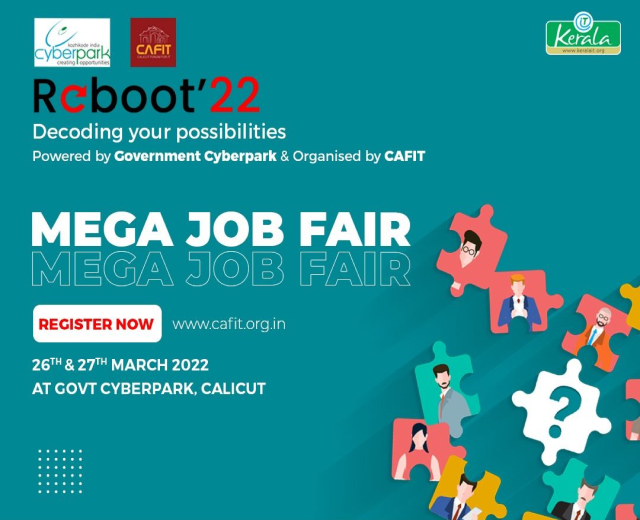 kozhikode india
cyberpark
creating opportunities
CAFIT
IT
Kerala
www.keralait.org
Reboot'22
Decoding your possibilities
Powered by Government Cyberpark & Organised by CAFIT
MEGA JOB FAIR
MEGA JOB FAIR
REGISTER NOW
www.cafit.org.in
26TH & 27TH MARCH 2022
AT GOVT CYBERPARK, CALICUT
?